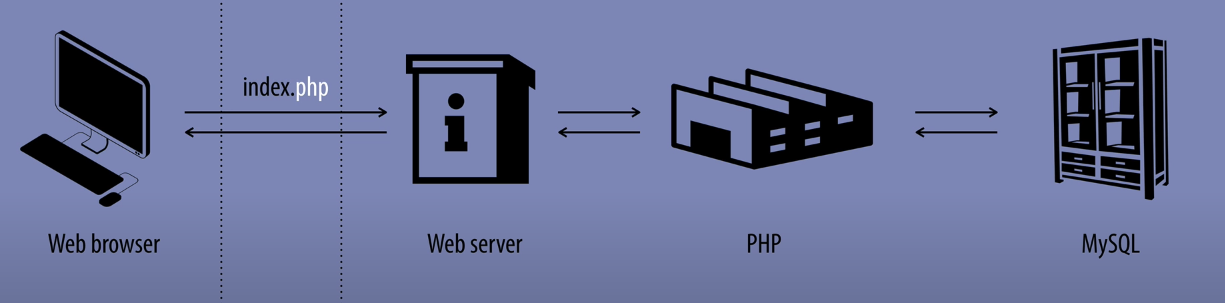 index.php
Web browser
Web server
PHP
MySQL